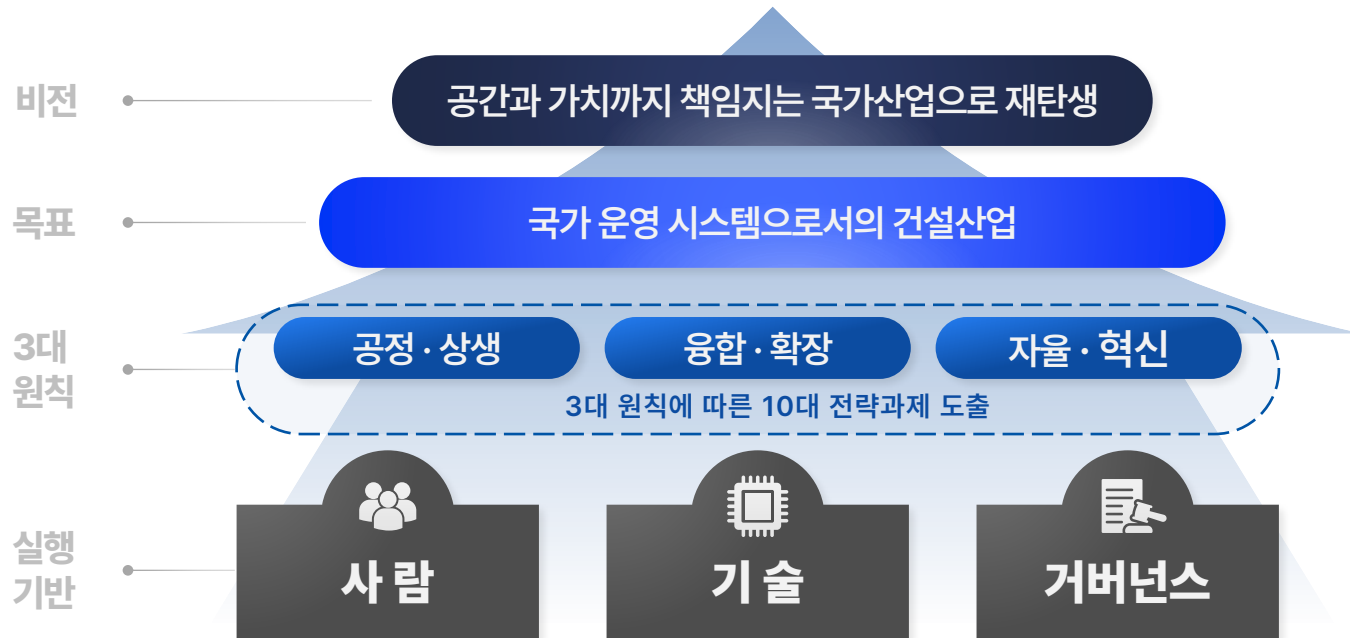 비전
공간과 가치까지 책임지는 국가산업으로 재탄생
목표
국가 운영 시스템으로서의 건설산업
3대
원칙
공정 · 상생
융합 · 확장
자율 · 혁신
3대 원칙에 따른 10대 전략과제 도출
실행
기반
사 람
기 술
거버넌스